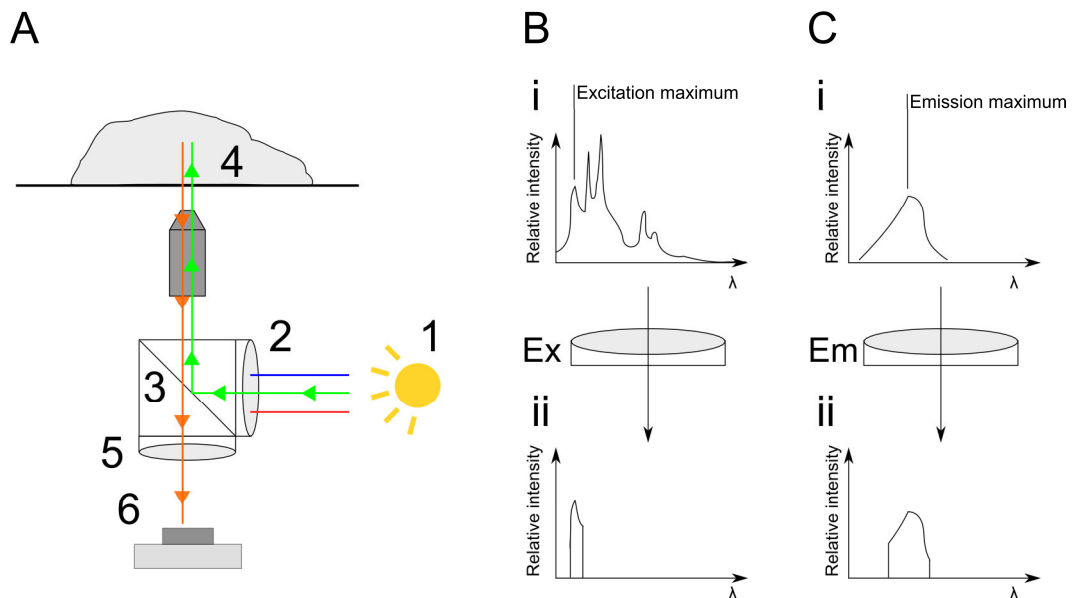 A
B
C
i
Excitation maximum
Relative intensity
λ
i
Emission maximum
Relative intensity
λ
4
2
1
3
5
6
Ex
Em
ii
Relative intensity
λ
ii
Relative intensity
λ